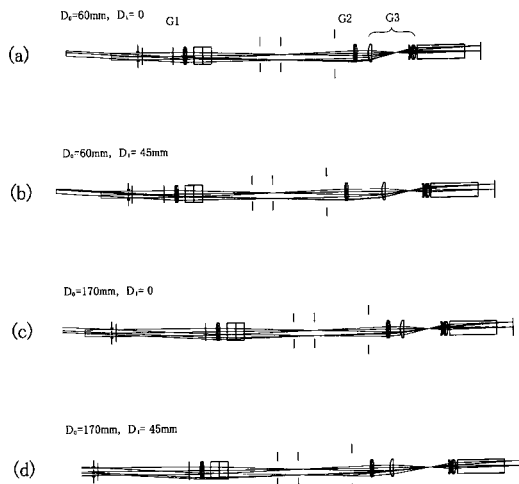 D₀=60mm, D₁= 0
G1 G2 G3
(a)
D₀=60mm, D₁= 45mm
(b)
D₀=170mm, D₁= 0
(c)
D₀=170mm, D₁= 45mm
(d)